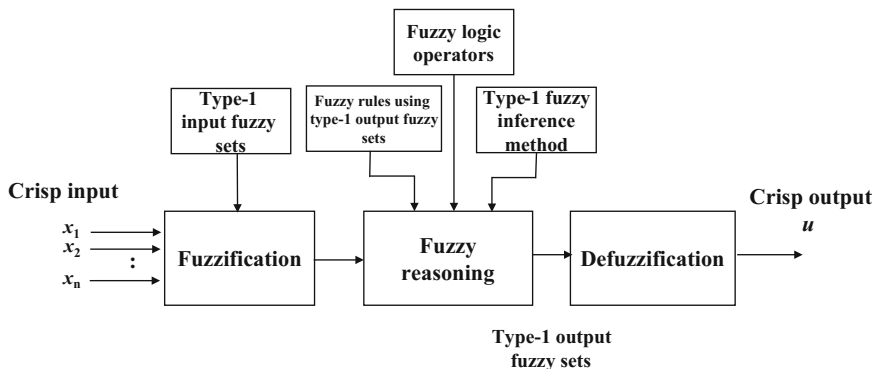 Fuzzy logic
operators
Type-1
input fuzzy
sets
Fuzzy rules using
type-1 output fuzzy
sets
Type-1 fuzzy
inference
method
Crisp input
x1
x2
:
xn
Fuzzification
Fuzzy
reasoning
Defuzzification
Crisp output
u
Type-1 output
fuzzy sets